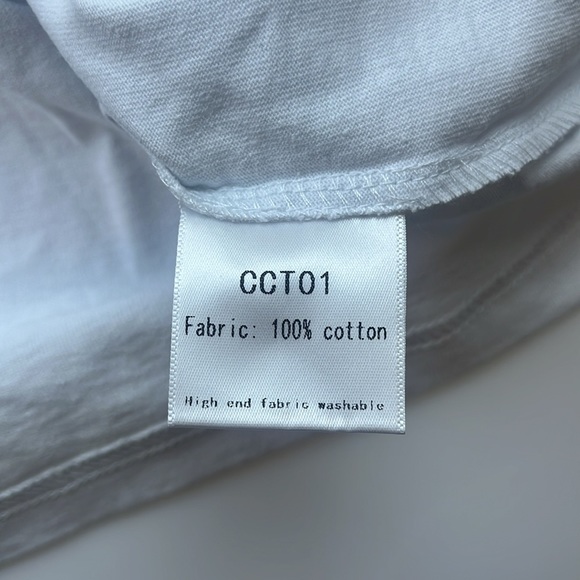 CCT01
Fabric: 100% cotton
High end fabric washable